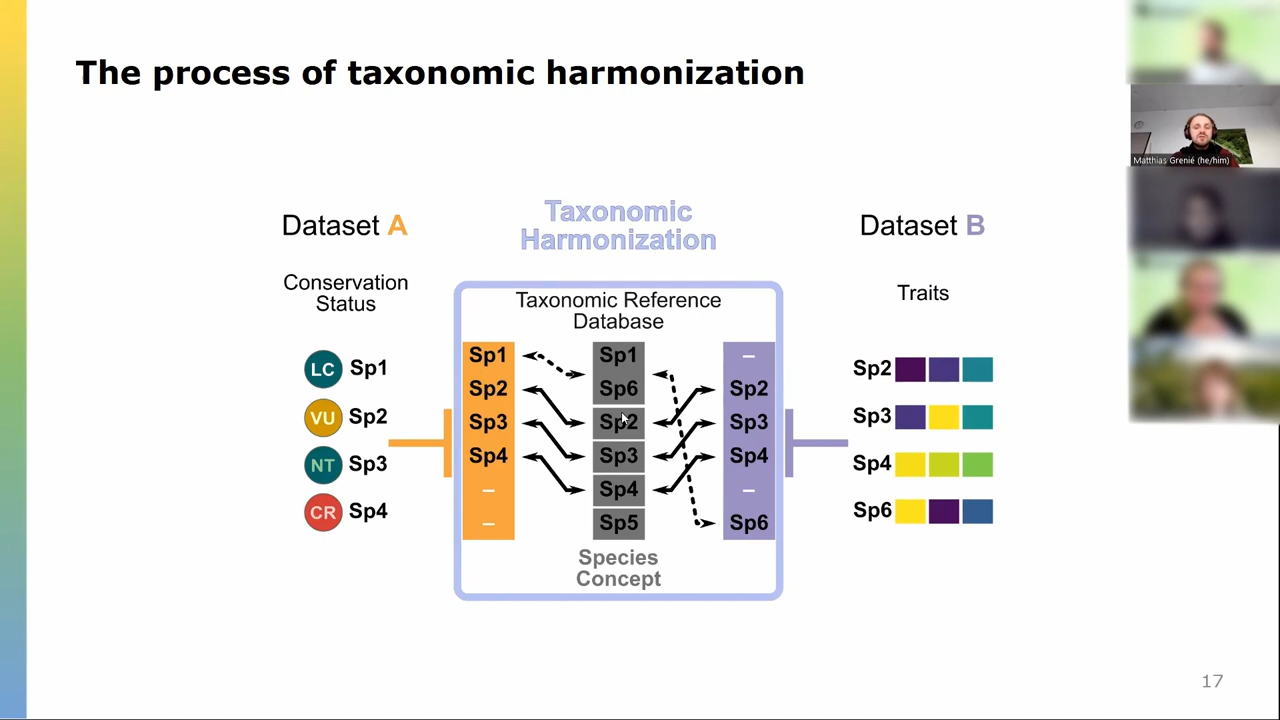 The process of taxonomic harmonization
Matthias Grenié (he/him)
Dataset A
Taxonomic
Harmonization
Dataset B
Conservation
Status
Taxonomic Reference
Database
Traits
LC Sp1
VU Sp2
NT Sp3
CR Sp4
Sp1
Sp2
Sp3
Sp4
–
–
Sp1
Sp6
Sp2
Sp3
Sp4
Sp5
–
Sp2
Sp3
Sp4
–
Sp6
Sp2
Sp3
Sp4
Sp6
Species
Concept
17